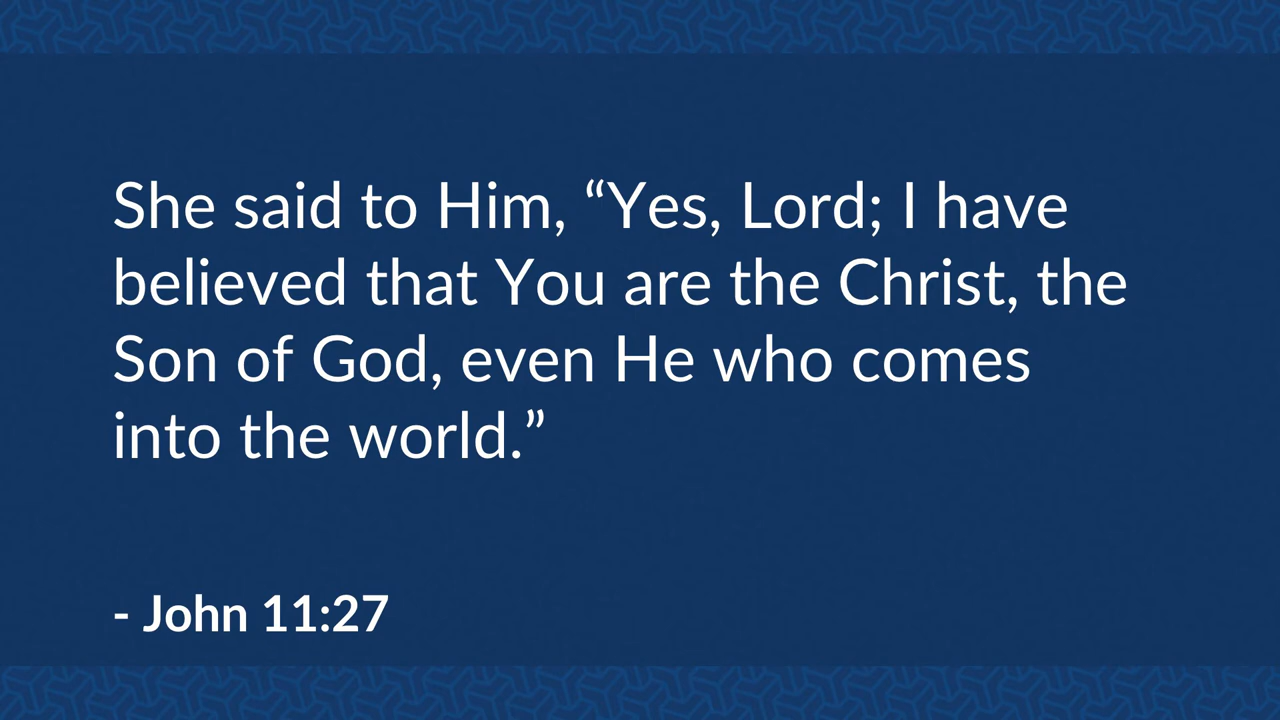 She said to Him, “Yes, Lord; I have
believed that You are the Christ, the
Son of God, even He who comes
into the world.”
- John 11:27